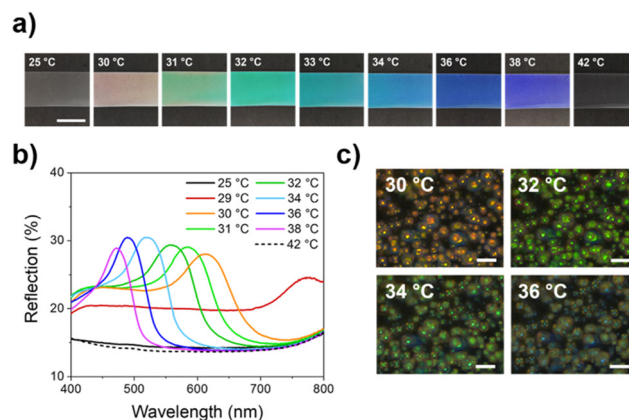 a)
25 °C 30 °C 31 °C 32 °C 33 °C 34 °C 36 °C 38 °C 42 °C
b)
40
30
20
10
Reflection (%)
25 °C 32 °C
29 °C 34 °C
30 °C 36 °C
31 °C 38 °C
42 °C
400 500 600 700 800
Wavelength (nm)
c)
30 °C 32 °C
34 °C 36 °C